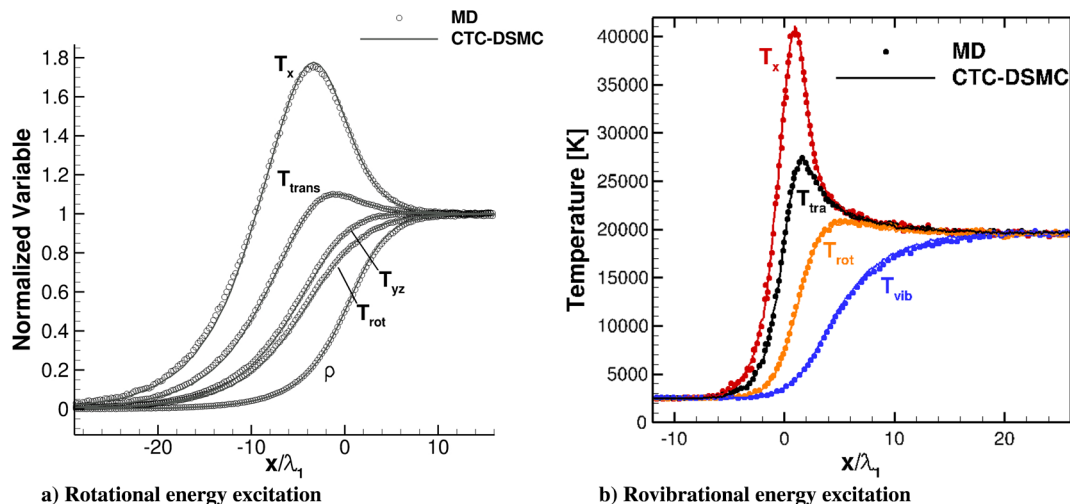 MD
CTC-DSMC
1.8
1.6
1.4
1.2
1
0.8
0.6
0.4
0.2
0
Normalized Variable
Tx
Ttrans
Tyz
Trot
ρ
-20
-10
0
10
x/λ1
a) Rotational energy excitation
MD
CTC-DSMC
40000
35000
30000
25000
20000
15000
10000
5000
0
Temperature [K]
Tx
Ttra
Trot
Tvib
-10
0
10
20
x/λ1
b) Rovibrational energy excitation